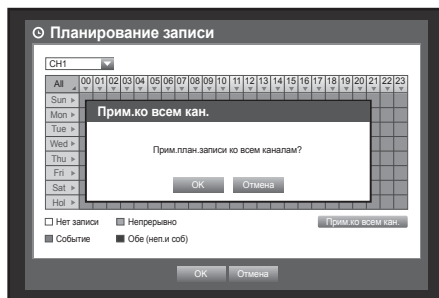 Планирование записи
CH1
All 00 01 02 03 04 05 06 07 08 09 10 11 12 13 14 15 16 17 18 19 20 21 22 23
Sun
Mon
Tue
Wed
Thu
Fri
Sat
Hol
Прим.ко всем кан.
Прим.план.записи ко всем каналам?
OK Отмена
Нет записи Непрерывно Прим.ко всем кан.
Событие Обе (неп.и соб)
OK Отмена